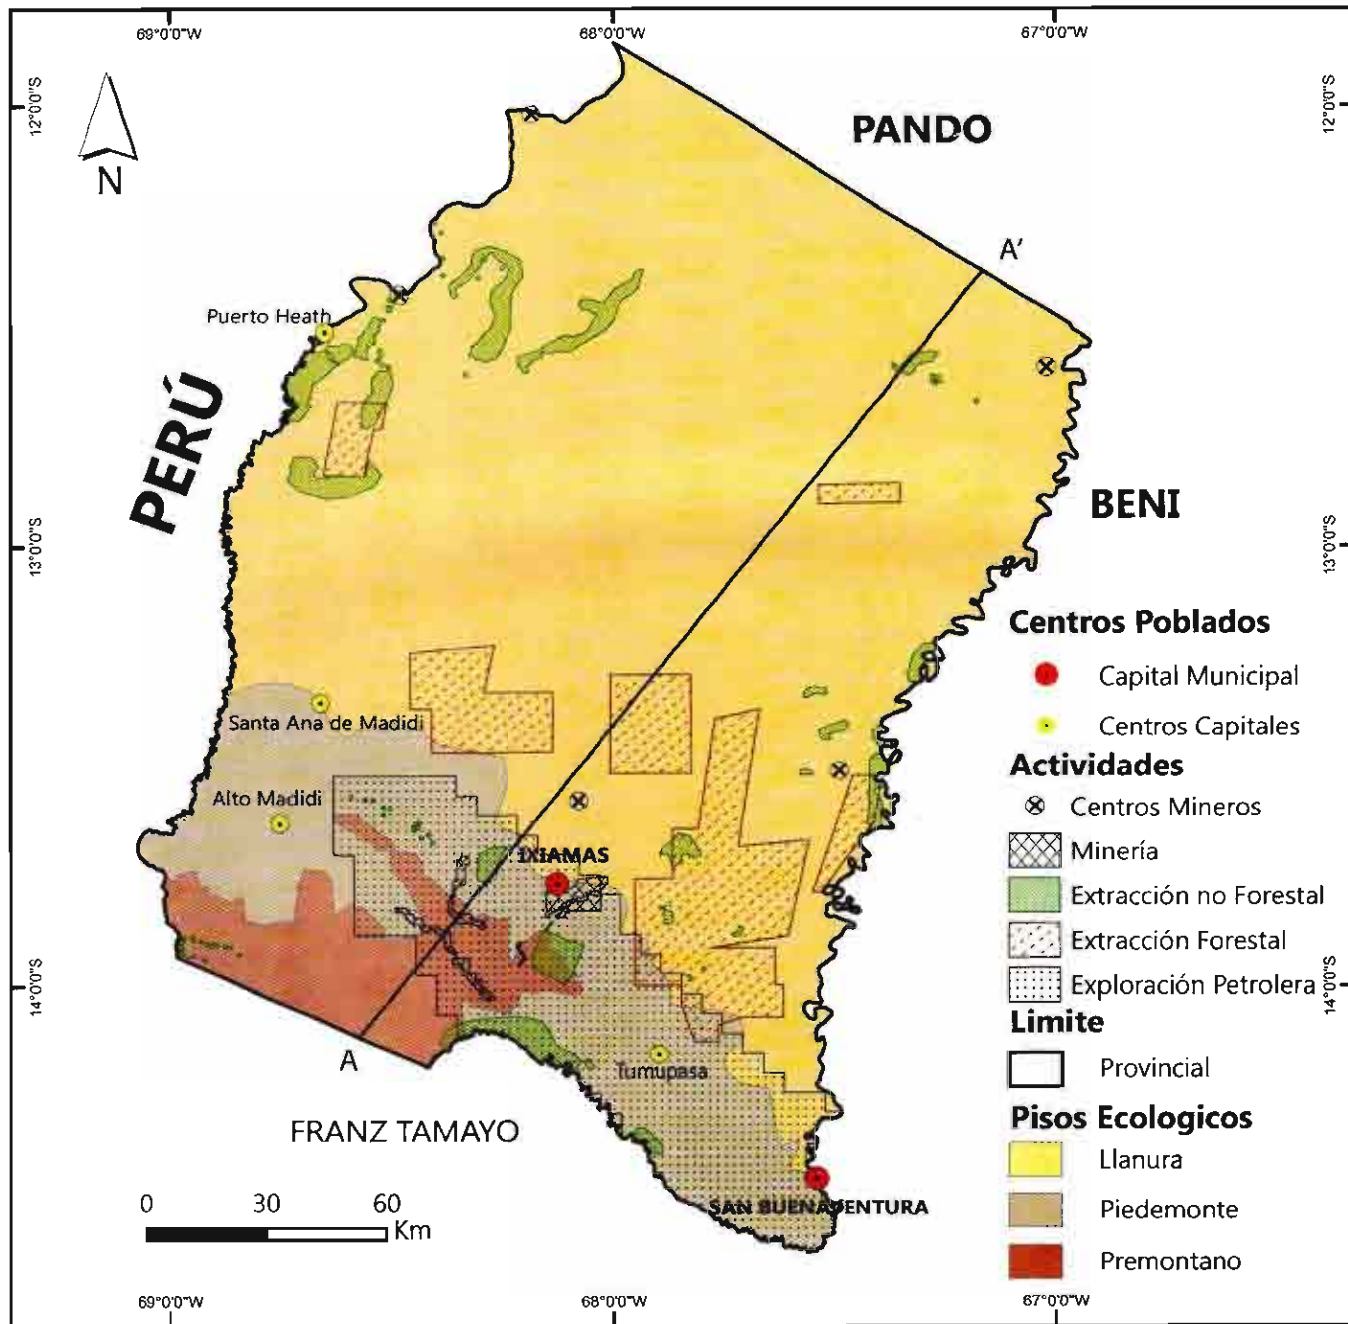 69°0'0"W
68°0'0"W
67°0'0"W
12°0'0"S
12°0'0"S
N
PANDO
A'
Puerto Heath
PERÚ
BENI
13°0'0"S
13°0'0"S
Centros Poblados
Capital Municipal
Centros Capitales
Santa Ana de Madidi
Actividades
Alto Madidi
Centros Mineros
IXIAMAS
Minería
Extracción no Forestal
Extracción Forestal
14°0'0"S
14°0'0"S
Exploración Petrolera
Limite
A
Tumupasa
Provincial
FRANZ TAMAYO
Pisos Ecologicos
Llanura
SAN BUENAVENTURA
Piedemonte
0 30 60
Km
Premontano
69°0'0"W
68°0'0"W
67°0'0"W